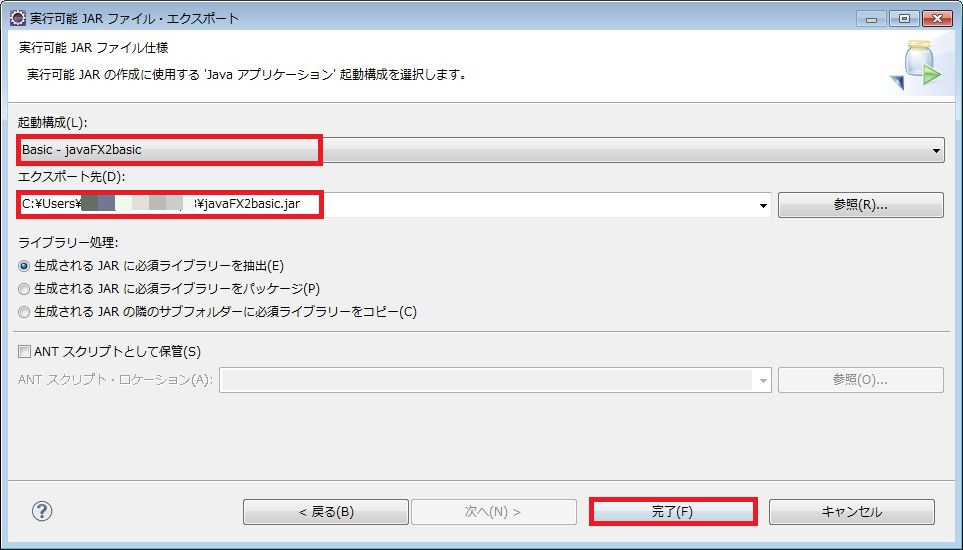 実行可能 JAR ファイル・エクスポート
実行可能 JAR ファイル仕様
実行可能 JAR の作成に使用する 'Java アプリケーション' 起動構成を選択します。
起動構成(L):
Basic - javaFX2basic
エクスポート先(D):
C:¥Users¥ ¥javaFX2basic.jar
参照(R)...
ライブラリー処理:
生成される JAR に必須ライブラリーを抽出(E)
生成される JAR に必須ライブラリーをパッケージ(P)
生成される JAR の隣のサブフォルダーに必須ライブラリーをコピー(C)
ANT スクリプトとして保管(S)
ANT スクリプト・ロケーション(A):
参照(O)...
?
< 戻る(B)
次へ(N) >
完了(F)
キャンセル